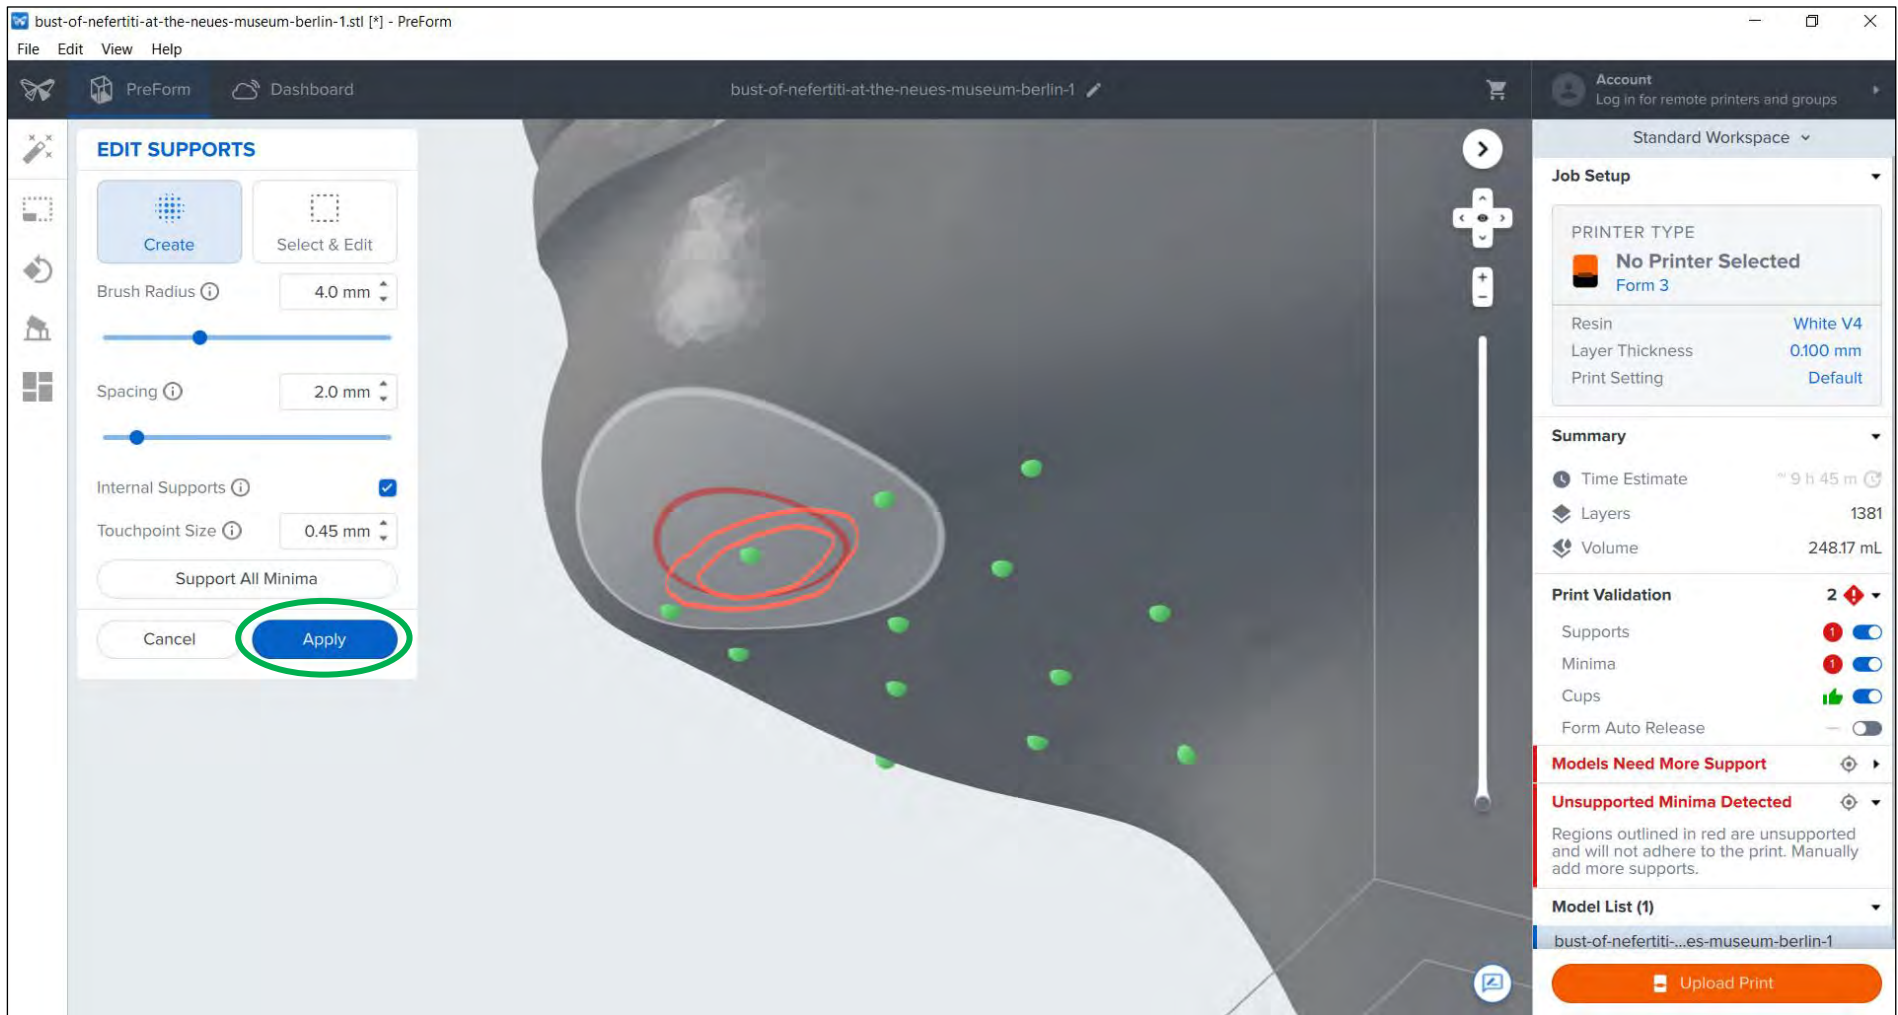 bust-of-nefertiti-at-the-neues-museum-berlin-1.stl [*] - PreForm
File Edit View Help
PreForm Dashboard bust-of-nefertiti-at-the-neues-museum-berlin-1
Account
Log in for remote printers and groups
EDIT SUPPORTS
Create Select & Edit
Brush Radius 4.0 mm
Spacing 2.0 mm
Internal Supports
Touchpoint Size 0.45 mm
Support All Minima
Cancel Apply
Standard Workspace
Job Setup
PRINTER TYPE
No Printer Selected
Form 3
Resin White V4
Layer Thickness 0.100 mm
Print Setting Default
Summary
Time Estimate ~ 9 h 45 m
Layers 1381
Volume 248.17 mL
Print Validation 2
Supports 1
Minima 1
Cups
Form Auto Release
Models Need More Support
Unsupported Minima Detected
Regions outlined in red are unsupported
and will not adhere to the print. Manually
add more supports.
Model List (1)
bust-of-nefertiti-...es-museum-berlin-1
Upload Print